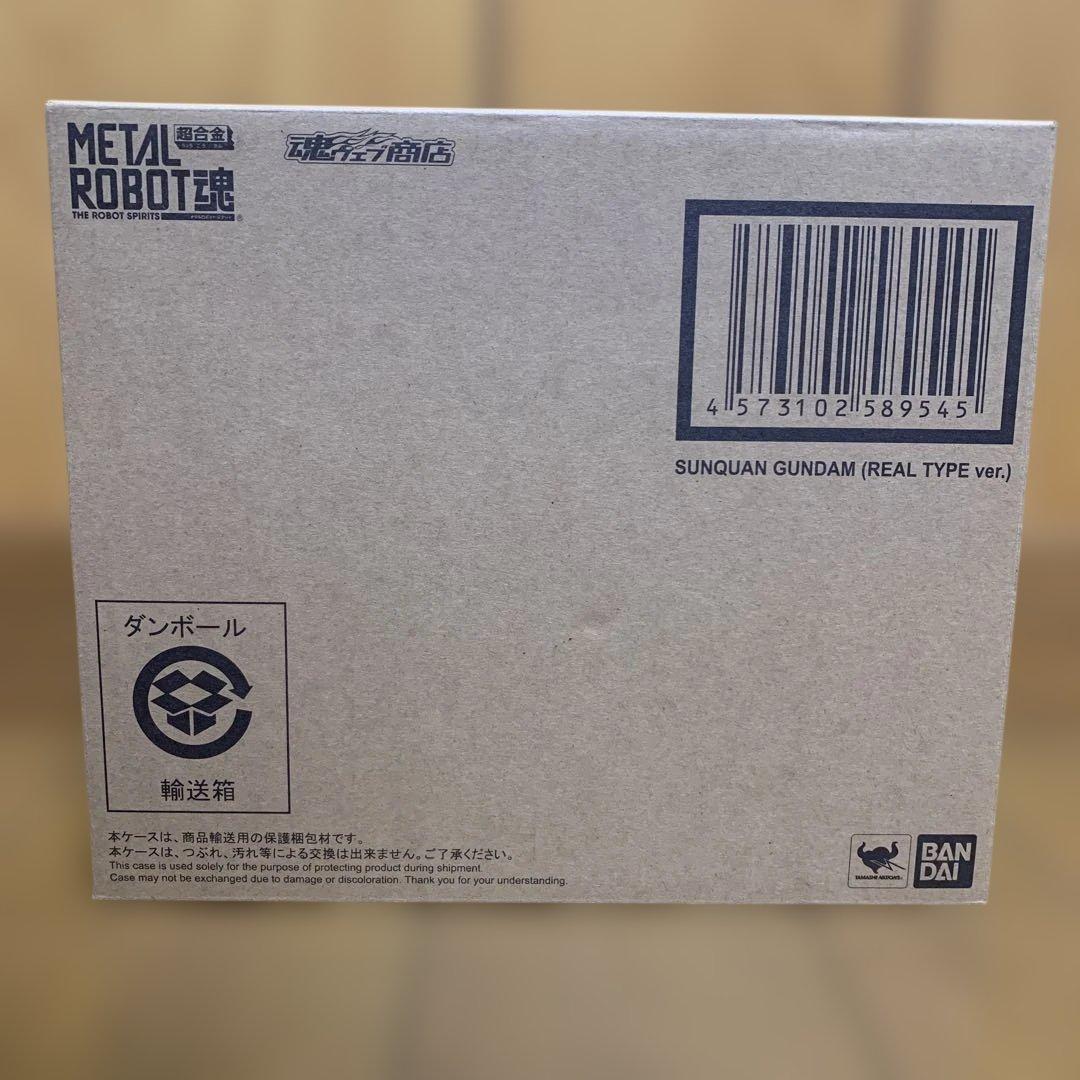 METAL 超合金
ROBOT魂
THE ROBOT SPIRITS
魂ウェブ商店
4 573102 589545
SUNQUAN GUNDAM (REAL TYPE ver.)
ダンボール
輸送箱
本ケースは、商品輸送用の保護梱包材です。
本ケースは、つぶれ、汚れ等による交換は出来ません。ご了承ください。
This case is used solely for the purpose of protecting product during shipment.
Case may not be exchanged due to damage or discoloration. Thank you for your understanding.
TAMASHII NATIONS
BAN
DAI